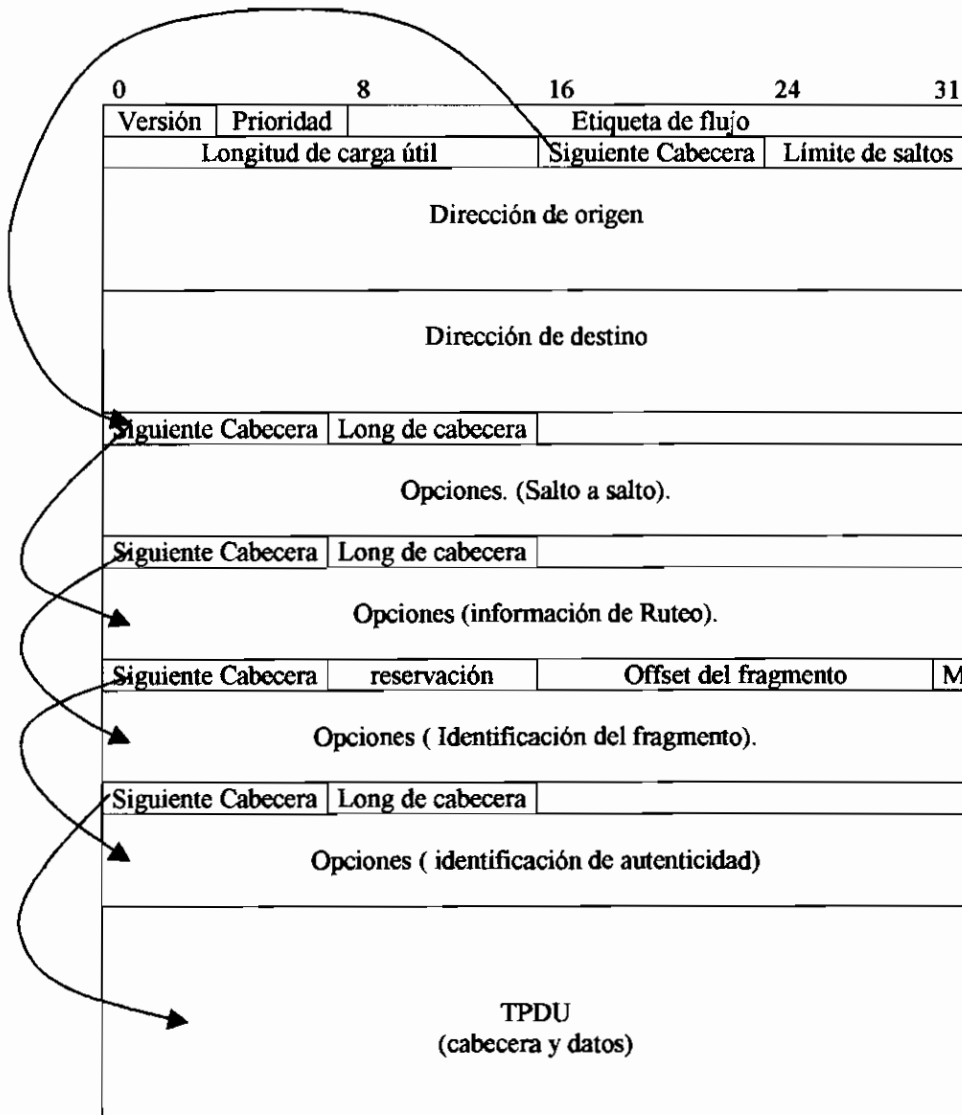 0 8 16 24 31
Versión Prioridad Etiqueta de flujo
Longitud de carga útil Siguiente Cabecera Límite de saltos
Dirección de origen
Dirección de destino
Siguiente Cabecera Long de cabecera
Opciones. (Salto a salto).
Siguiente Cabecera Long de cabecera
Opciones (información de Ruteo).
Siguiente Cabecera reservación Offset del fragmento M
Opciones ( Identificación del fragmento).
Siguiente Cabecera Long de cabecera
Opciones ( identificación de autenticidad)
TPDU
(cabecera y datos)